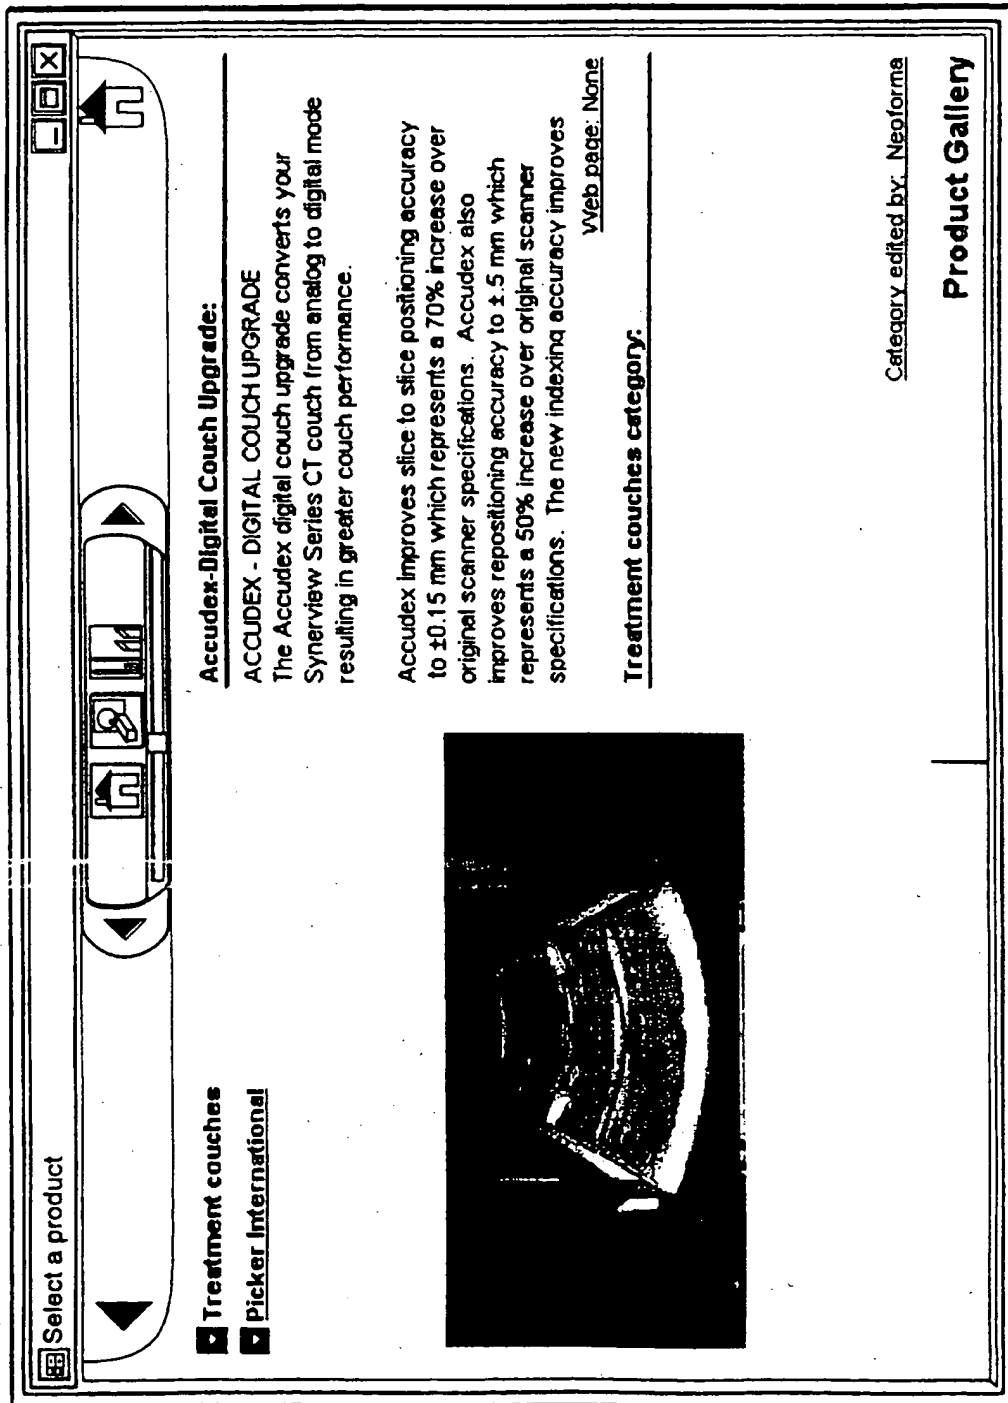 Select a product
Treatment couches
Picker International
Accudex-Digital Couch Upgrade:
ACCUDEX - DIGITAL COUCH UPGRADE
The Accudex digital couch upgrade converts your
Synerview Series CT couch from analog to digital mode
resulting in greater couch performance.
Accudex improves slice to slice positioning accuracy
to ±0.15 mm which represents a 70% increase over
original scanner specifications. Accudex also
improves repositioning accuracy to ±.5 mm which
represents a 50% increase over original scanner
specifications. The new indexing accuracy improves
Web page: None
Treatment couches category:
Category edited by: Neoforma
Product Gallery